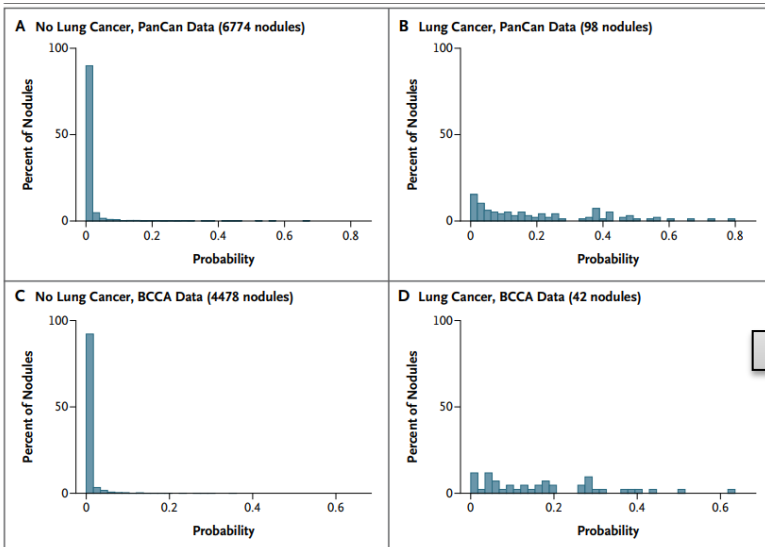 A No Lung Cancer, PanCan Data (6774 nodules)
100
50
0
Percent of Nodules
0 0.2 0.4 0.6 0.8
Probability
B Lung Cancer, PanCan Data (98 nodules)
100
50
0
Percent of Nodules
0 0.2 0.4 0.6 0.8
Probability
C No Lung Cancer, BCCA Data (4478 nodules)
100
50
0
Percent of Nodules
0 0.2 0.4 0.6
Probability
D Lung Cancer, BCCA Data (42 nodules)
100
50
0
Percent of Nodules
0 0.2 0.4 0.6
Probability